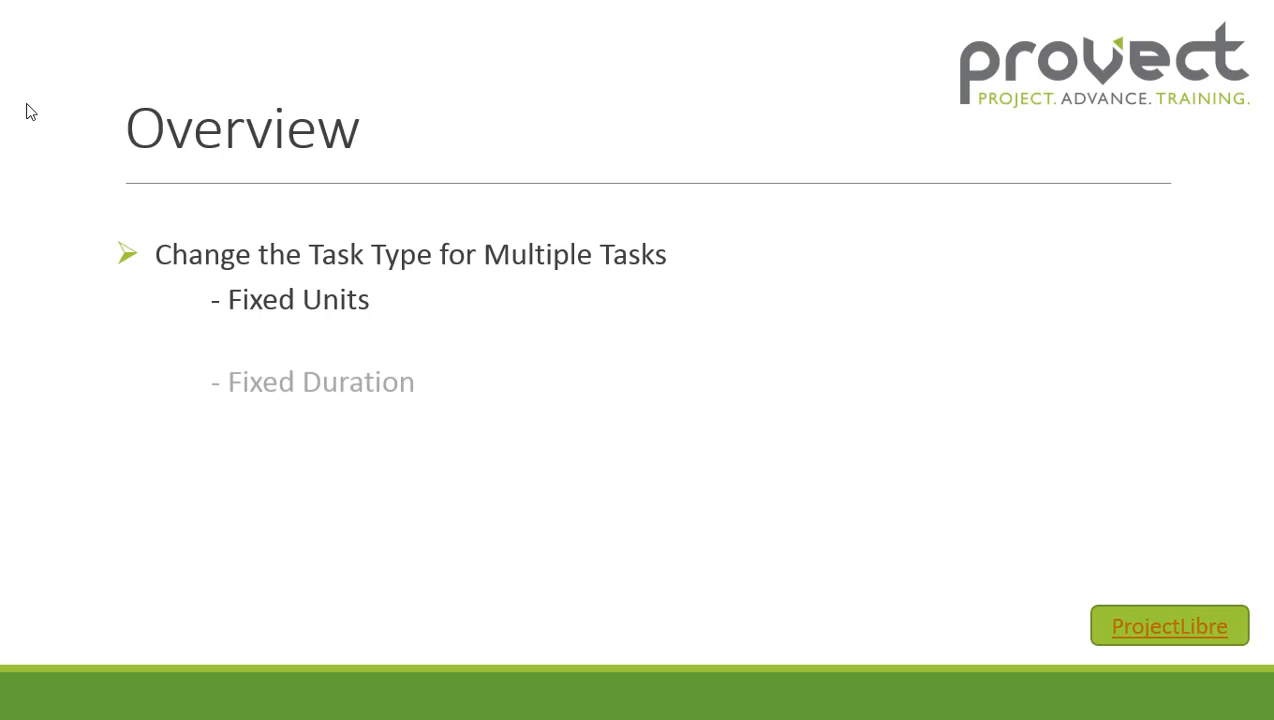 provect
PROJECT. ADVANCE. TRAINING.
Overview
Change the Task Type for Multiple Tasks
- Fixed Units
- Fixed Duration
ProjectLibre